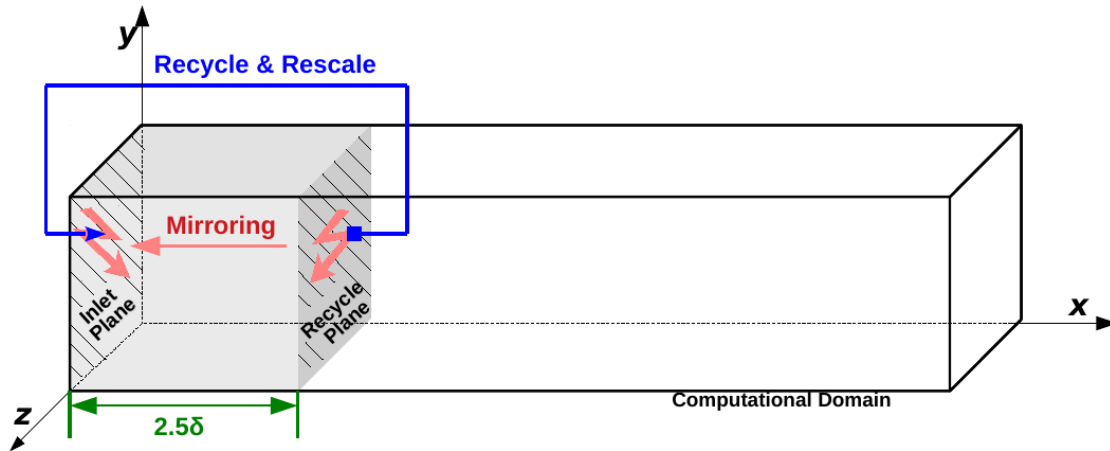 y
Recycle & Rescale
Mirroring
Inlet
Plane
Recycle
Plane
x
Computational Domain
z
2.5δ